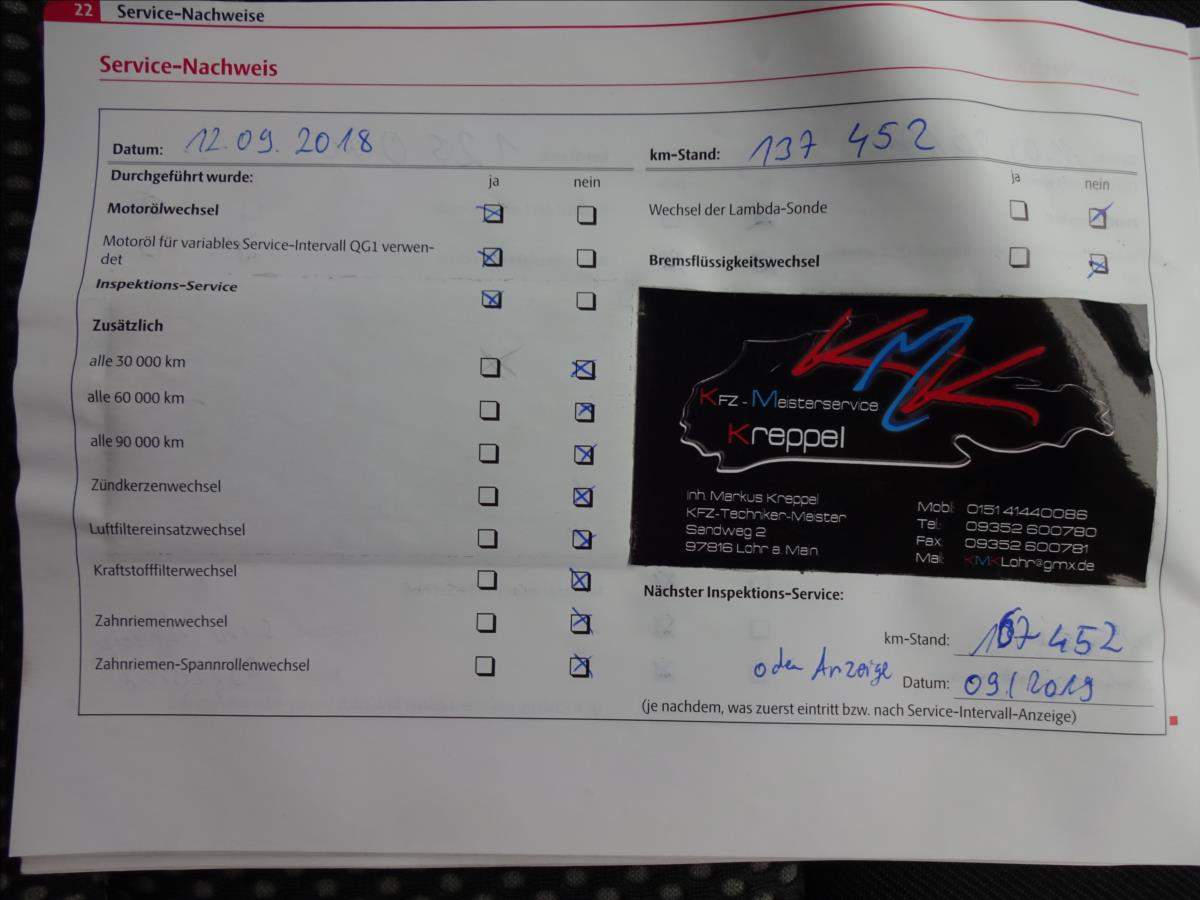 22 Service-Nachweise
Service-Nachweis
Datum: 12.09.2018
km-Stand: 137 452
Durchgeführt wurde: ja nein
ja nein
Motorölwechsel
Motoröl für variables Service-Intervall QG1 verwen-
det
Inspektions-Service
Zusätzlich
alle 30 000 km
alle 60 000 km
alle 90 000 km
Zündkerzenwechsel
Luftfiltereinsatzwechsel
Kraftstofffilterwechsel
Zahnriemenwechsel
Zahnriemen-Spannrollenwechsel
Wechsel der Lambda-Sonde
Bremsflüssigkeitswechsel
KMK
KFZ-Meisterservice
Kreppel
Inh. Markus Kreppel
KFZ-Techniker-Meister
Sandweg 2
97816 Lohr a. Main
Mobil: 0151 41440086
Tel: 09352 600780
Fax: 09352 600781
Mail: KMKLohr@gmx.de
Nächster Inspektions-Service:
km-Stand: 167 452
oder Anzeige Datum: 09/2019
(je nachdem, was zuerst eintritt bzw. nach Service-Intervall-Anzeige)